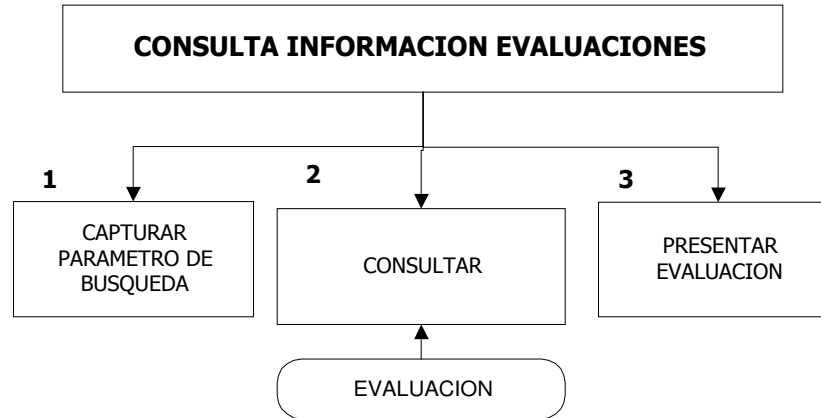 CONSULTA INFORMACION EVALUACIONES
1
2
3
CAPTURAR
PARAMETRO DE
BUSQUEDA
CONSULTAR
PRESENTAR
EVALUACION
EVALUACION